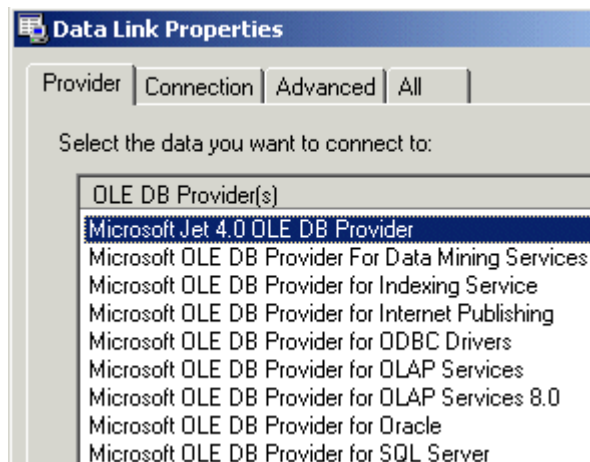 Data Link Properties
Provider Connection Advanced All
Select the data you want to connect to:
OLE DB Provider(s)
Microsoft Jet 4.0 OLE DB Provider
Microsoft OLE DB Provider For Data Mining Services
Microsoft OLE DB Provider for Indexing Service
Microsoft OLE DB Provider for Internet Publishing
Microsoft OLE DB Provider for ODBC Drivers
Microsoft OLE DB Provider for OLAP Services
Microsoft OLE DB Provider for OLAP Services 8.0
Microsoft OLE DB Provider for Oracle
Microsoft OLE DB Provider for SQL Server